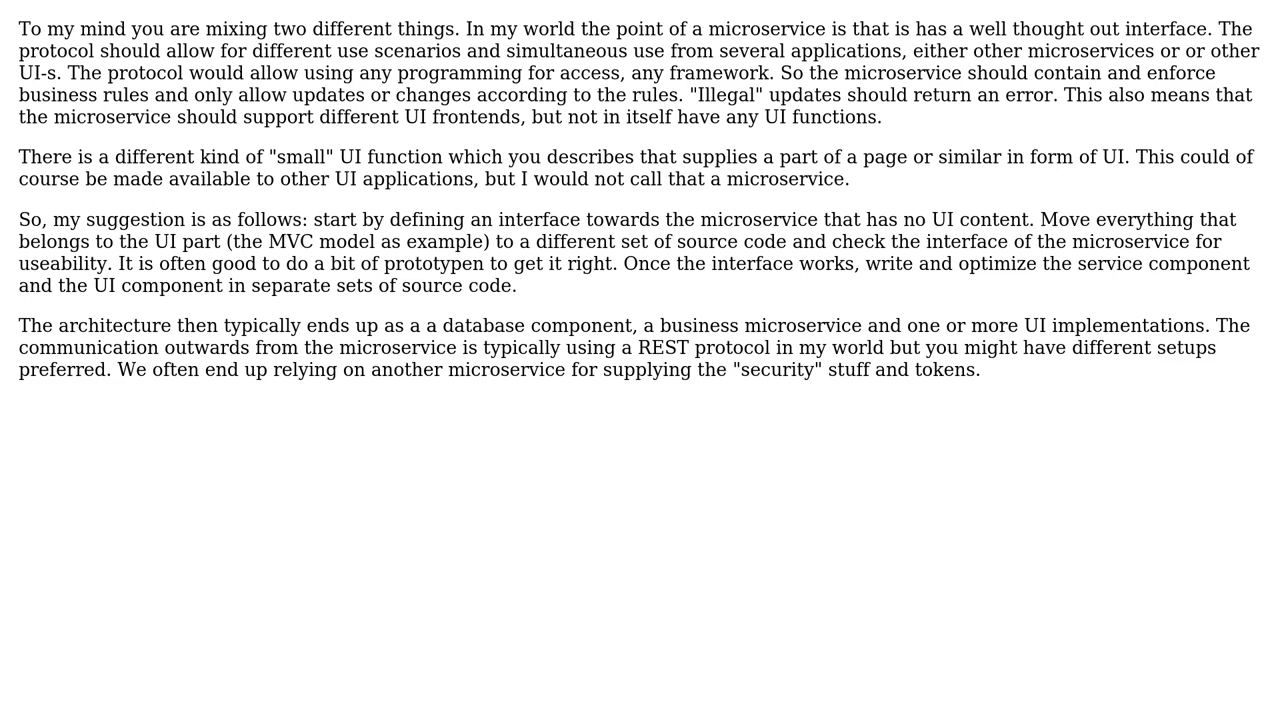 To my mind you are mixing two different things. In my world the point of a microservice is that is has a well thought out interface. The
protocol should allow for different use scenarios and simultaneous use from several applications, either other microservices or or other
UI-s. The protocol would allow using any programming for access, any framework. So the microservice should contain and enforce
business rules and only allow updates or changes according to the rules. "Illegal" updates should return an error. This also means that
the microservice should support different UI frontends, but not in itself have any UI functions.
There is a different kind of "small" UI function which you describes that supplies a part of a page or similar in form of UI. This could of
course be made available to other UI applications, but I would not call that a microservice.
So, my suggestion is as follows: start by defining an interface towards the microservice that has no UI content. Move everything that
belongs to the UI part (the MVC model as example) to a different set of source code and check the interface of the microservice for
useability. It is often good to do a bit of prototypen to get it right. Once the interface works, write and optimize the service component
and the UI component in separate sets of source code.
The architecture then typically ends up as a a database component, a business microservice and one or more UI implementations. The
communication outwards from the microservice is typically using a REST protocol in my world but you might have different setups
preferred. We often end up relying on another microservice for supplying the "security" stuff and tokens.